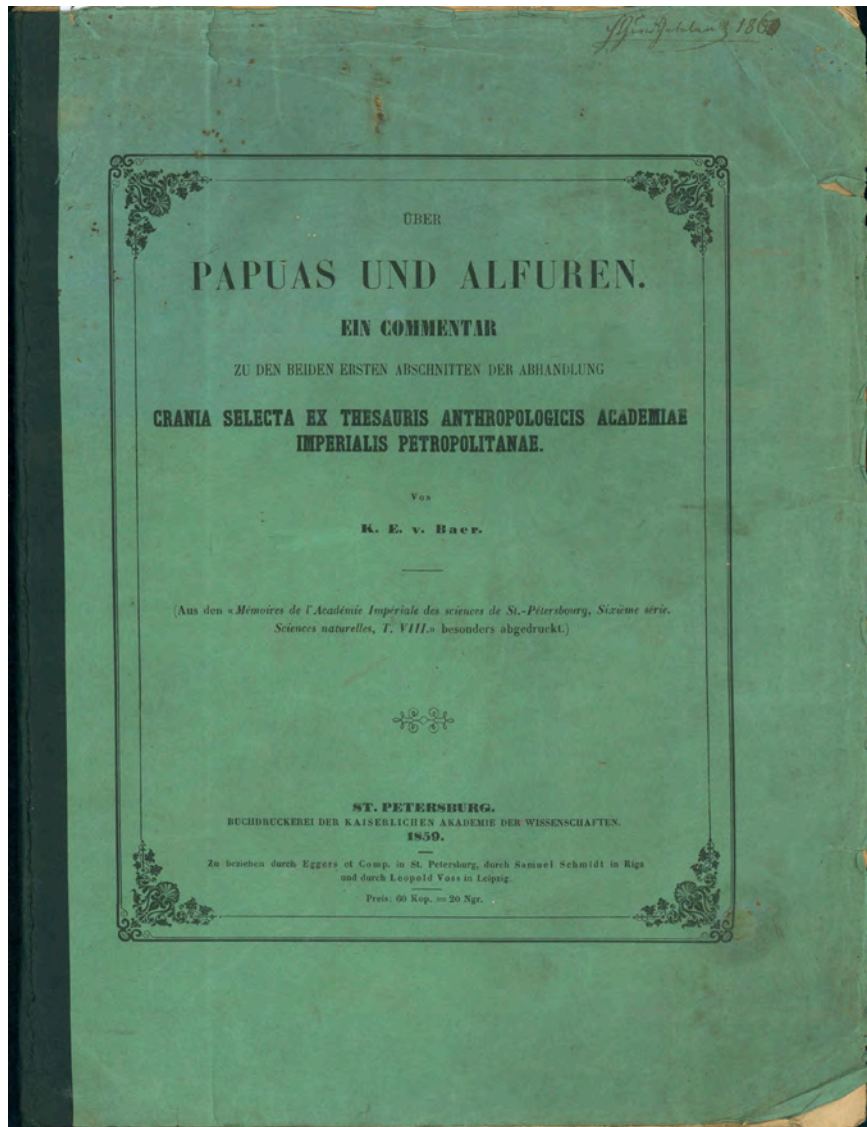 1860
ÜBER
PAPUAS UND ALFUREN.
EIN COMMENTAR
ZU DEN BEIDEN ERSTEN ABSCHNITTEN DER ABHANDLUNG
CRANIA SELECTA EX THESAURIS ANTHROPOLOGICIS ACADEMIAE
IMPERIALIS PETROPOLITANAE.
Von
K. E. v. Baer.
(Aus den «Mémoires de l'Académie Impériale des sciences de St.-Pétersbourg, Sixième série.
Sciences naturelles, T. VIII.» besonders abgedruckt.)
ST. PETERSBURG.
BUCHDRUCKEREI DER KAISERLICHEN AKADEMIE DER WISSENSCHAFTEN.
1859.
Zu beziehen durch Eggers et Comp. in St. Petersburg, durch Samuel Schmidt in Riga
und durch Leopold Voss in Leipzig.
Preis: 60 Kop. = 20 Ngr.